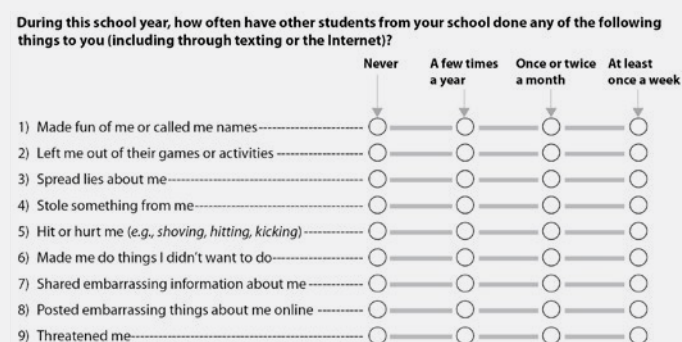 During this school year, how often have other students from your school done any of the following
things to you (including through texting or the Internet)?
Never A few times Once or twice At least
a year a month once a week
1) Made fun of me or called me names
2) Left me out of their games or activities
3) Spread lies about me
4) Stole something from me
5) Hit or hurt me (e.g., shoving, hitting, kicking)
6) Made me do things I didn't want to do
7) Shared embarrassing information about me
8) Posted embarrassing things about me online
9) Threatened me